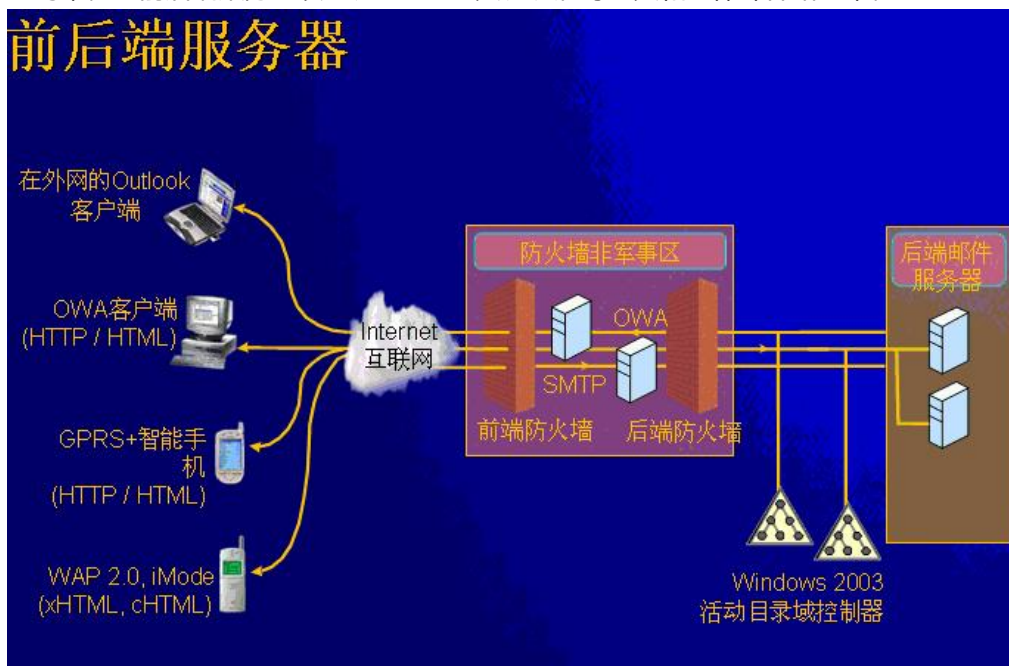 前后端服务器
在外网的Outlook
客户端
OWA客户端
(HTTP / HTML)
GPRS+智能手
机
(HTTP / HTML)
WAP 2.0, iMode
(xHTML, cHTML)
Internet
互联网
防火墙非军事区
OWA
SMTP
前端防火墙
后端防火墙
后端邮件
服务器
Windows 2003
活动目录域控制器